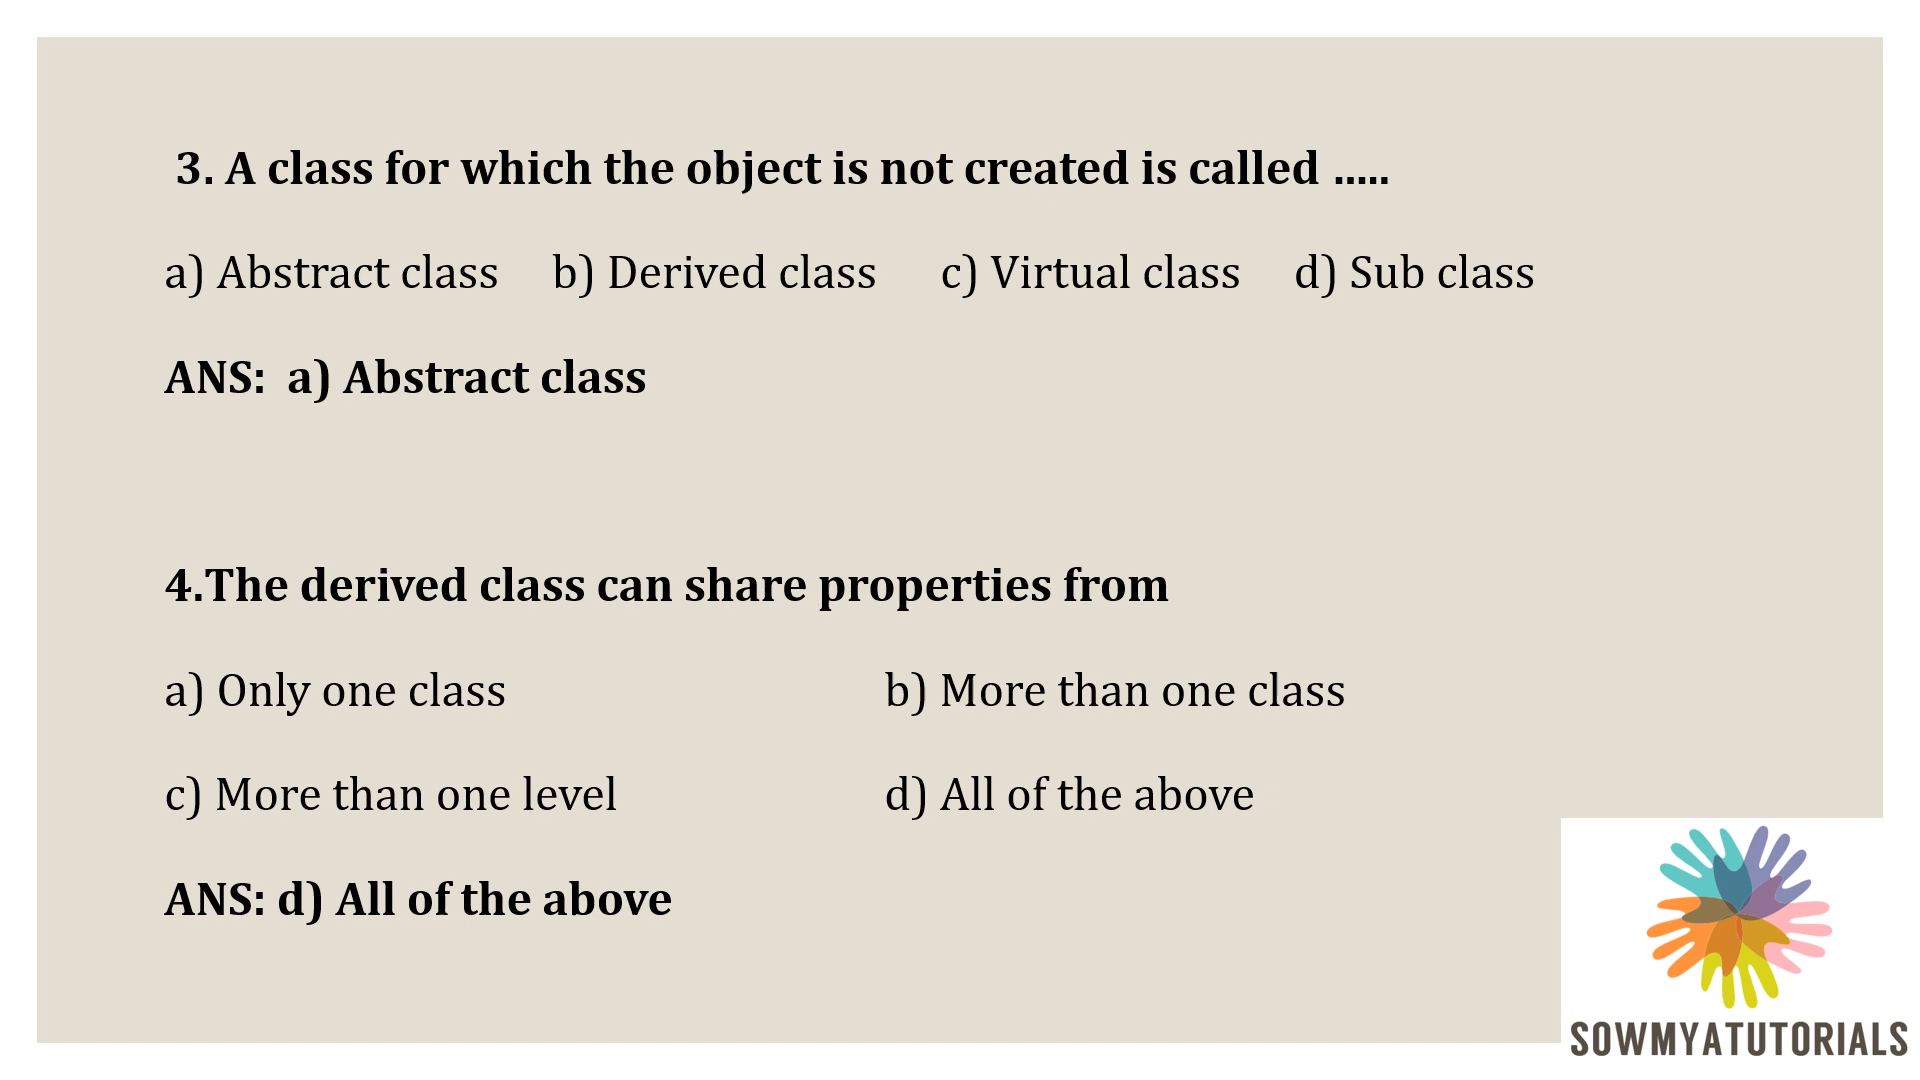 3. A class for which the object is not created is called .....
a) Abstract class b) Derived class c) Virtual class d) Sub class
ANS: a) Abstract class
4.The derived class can share properties from
a) Only one class b) More than one class
c) More than one level d) All of the above
ANS: d) All of the above
SOWMYATUTORIALS